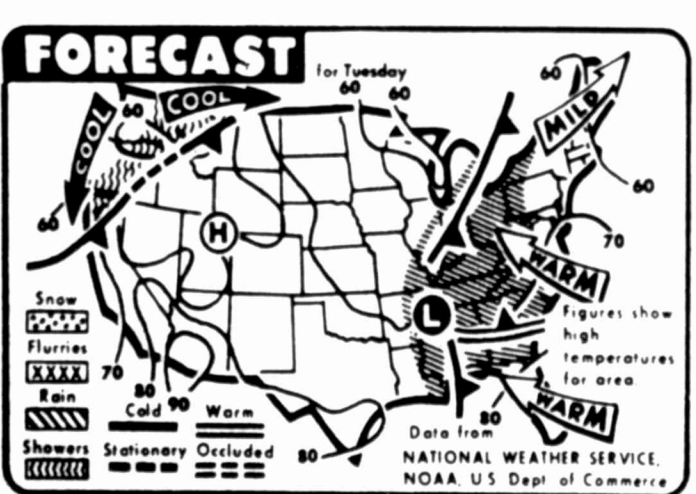 FORECAST
for Tuesday
COOL
COOL
60
60
60
60
MILD
60
60
H
70
WARM
L
Snow
Flurries
Rain
Showers
70
80
90
Cold
Warm
Stationary
Occluded
80
80
WARM
Figures show
high
temperatures
for area
Data from
NATIONAL WEATHER SERVICE,
NOAA, U.S. Dept of Commerce